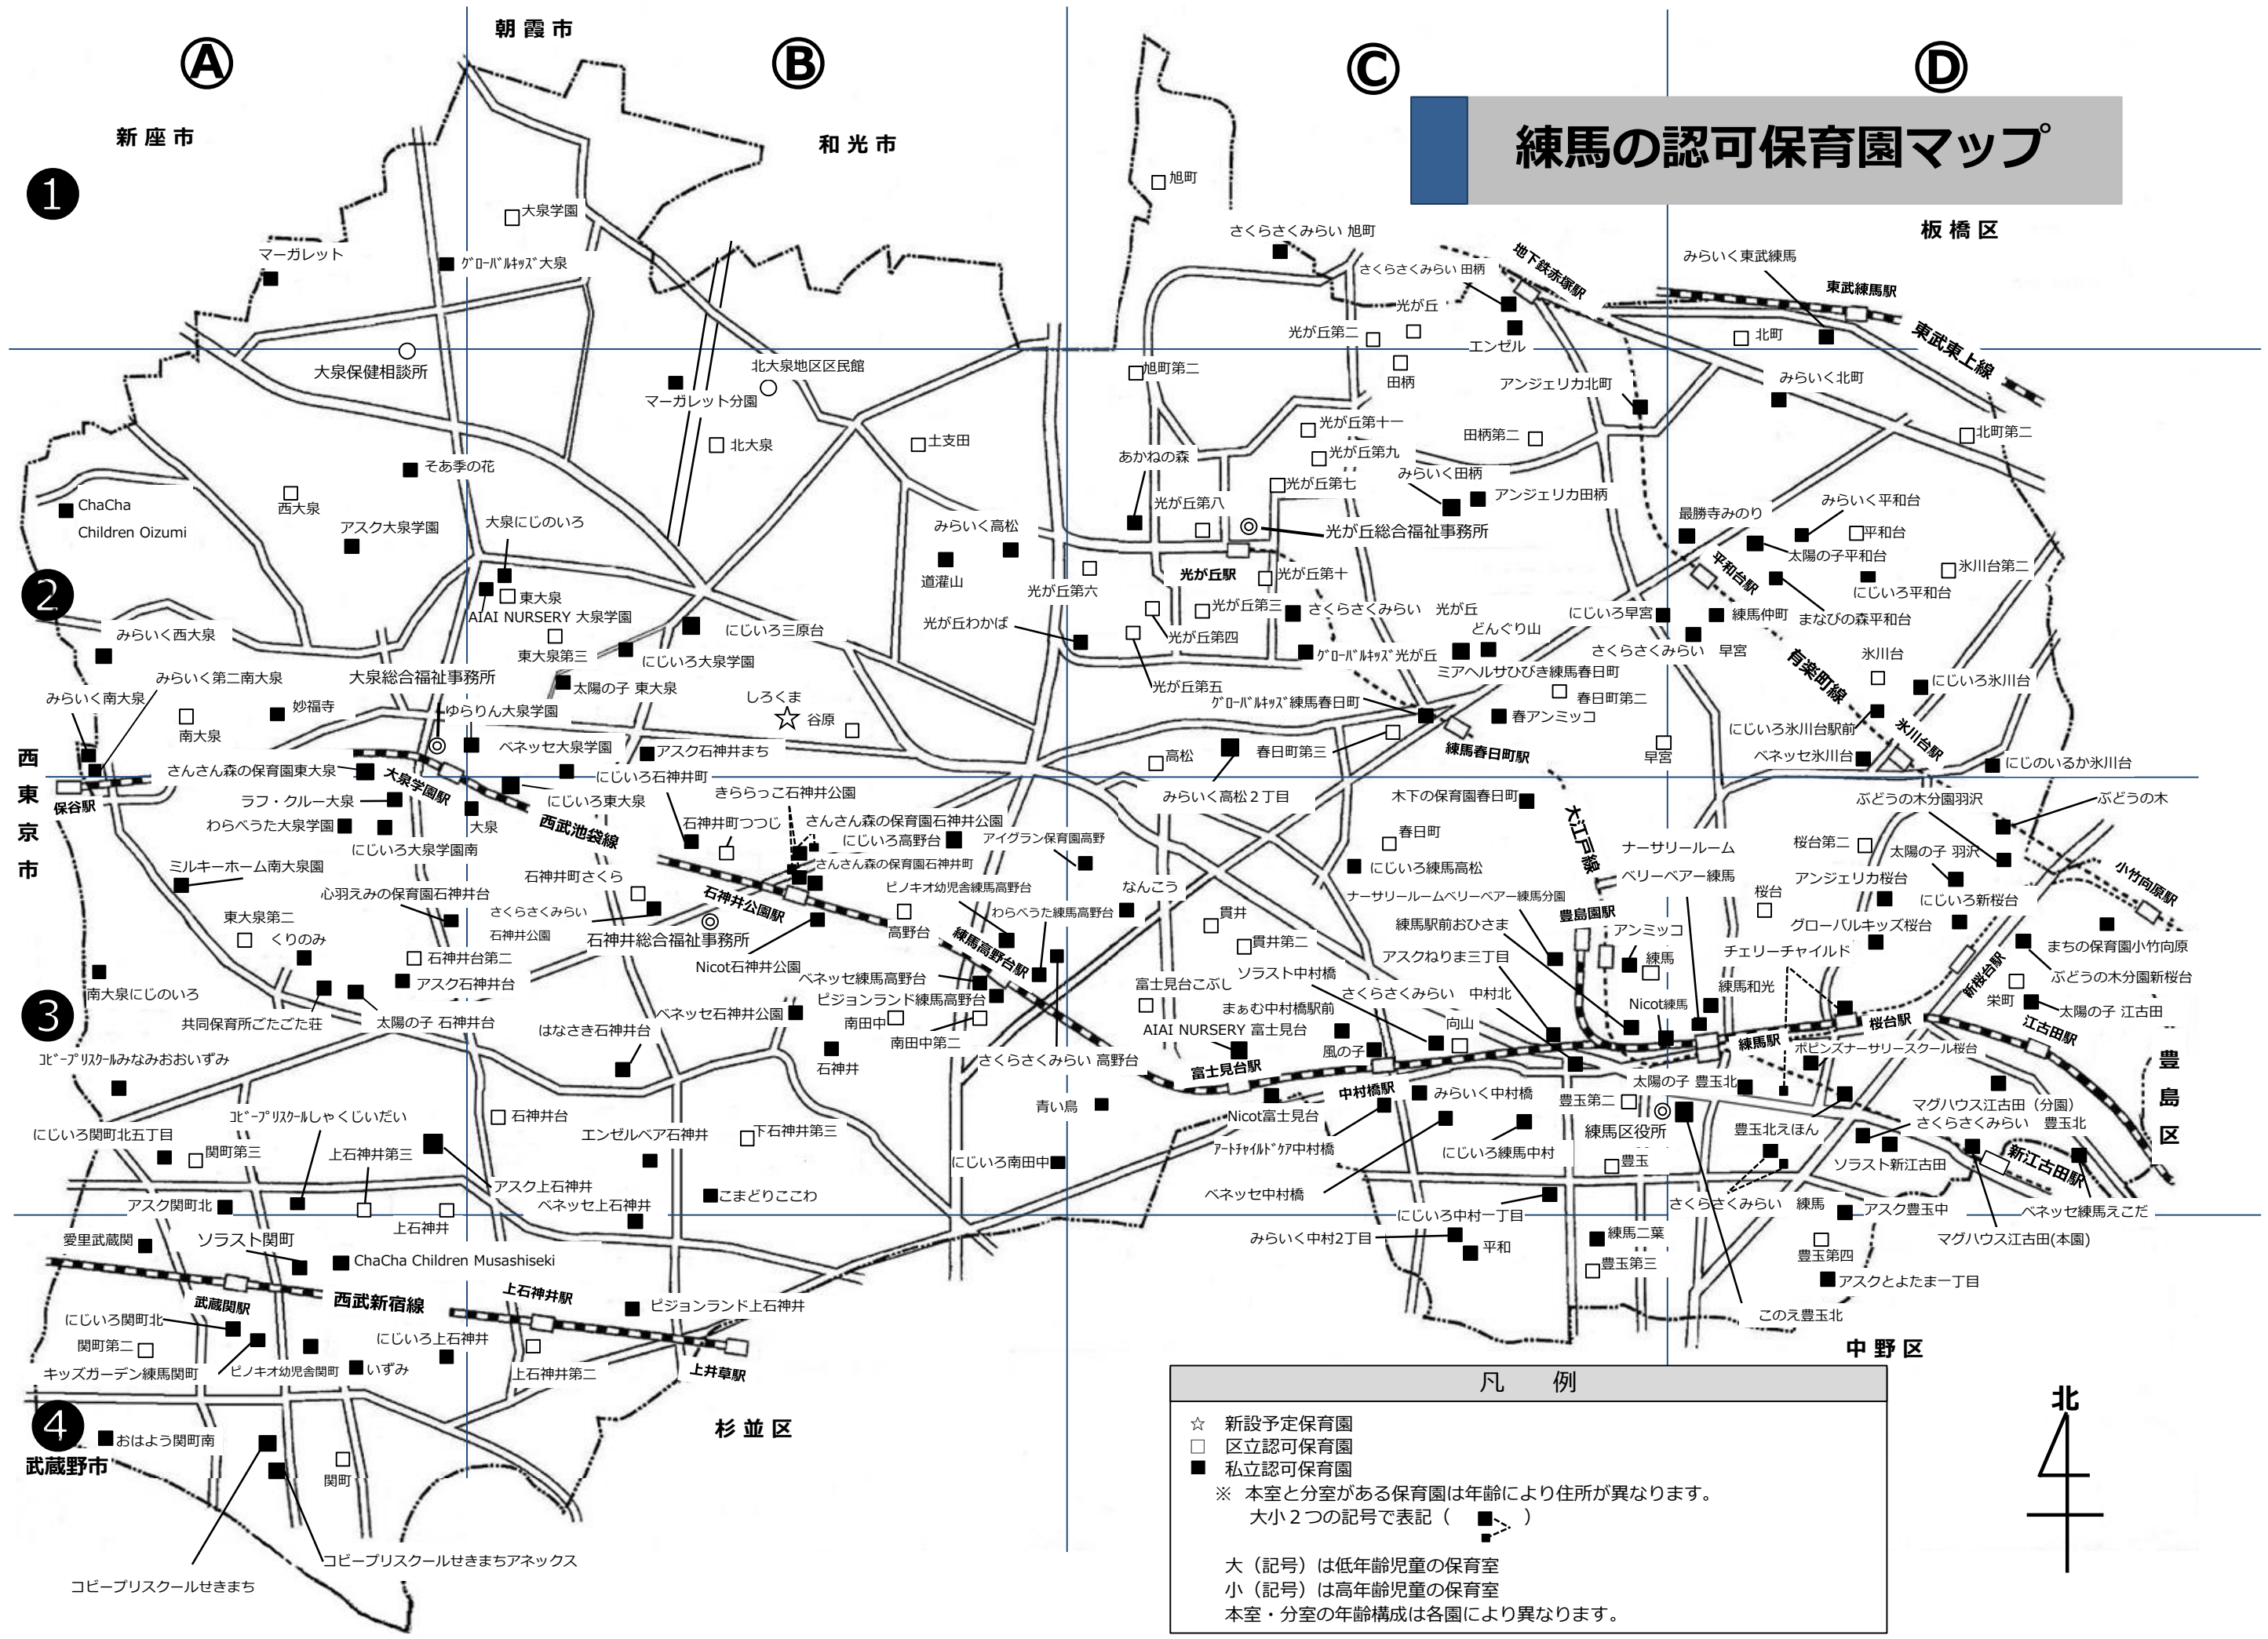 朝霞市
Ⓐ
Ⓑ
Ⓒ
Ⓓ
新座市
和光市
練馬の認可保育園マップ
❶
旭町
大泉学園
さくらさくみらい 旭町
板橋区
マーガレット
ｸﾞﾛｰﾊﾞﾙｷｯｽﾞ大泉
さくらさくみらい 田柄
地下鉄赤塚駅
みらいく東武練馬
東武練馬駅
光が丘
光が丘第二
エンゼル
北町
東武東上線
大泉保健相談所
北大泉地区区民館
マーガレット分園
旭町第二
田柄
アンジェリカ北町
みらいく北町
北大泉
土支田
光が丘第十一
田柄第二
北町第二
そあ季の花
あかねの森
光が丘第九
みらいく田柄
アンジェリカ田柄
ChaCha
Children Oizumi
西大泉
アスク大泉学園
大泉にじのいろ
みらいく高松
光が丘第八
光が丘第七
光が丘総合福祉事務所
最勝寺みのり
みらいく平和台
平和台
太陽の子平和台
❷
道灌山
光が丘第六
光が丘駅
光が丘第十
平和台駅
氷川台第二
にじいろ平和台
東大泉
AIAI NURSERY 大泉学園
光が丘第三
さくらさくみらい 光が丘
にじいろ早宮
練馬仲町
まなびの森平和台
みらいく西大泉
にじいろ三原台
光が丘わかば
光が丘第四
どんぐり山
さくらさくみらい 早宮
東大泉第三
にじいろ大泉学園
ｸﾞﾛｰﾊﾞﾙｷｯｽﾞ光が丘
ミアヘルサひびき練馬春日町
有楽町線
氷川台
みらいく第二南大泉
大泉総合福祉事務所
太陽の子 東大泉
光が丘第五
春日町第二
にじいろ氷川台
みらいく南大泉
妙福寺
ゆらりん大泉学園
しろくま
谷原
ｸﾞﾛｰﾊﾞﾙｷｯｽﾞ練馬春日町
春アンミッコ
にじいろ氷川台駅前
氷川台駅
南大泉
ベネッセ大泉学園
アスク石神井まち
高松
春日町第三
練馬春日町駅
早宮
ベネッセ氷川台
にじのいるか氷川台
西東京市
さんさん森の保育園東大泉
大泉学園駅
にじいろ石神井町
保谷駅
ラフ・クルー大泉
にじいろ東大泉
きららっこ石神井公園
みらいく高松２丁目
木下の保育園春日町
大江戸線
ぶどうの木分園羽沢
ぶどうの木
わらべうた大泉学園
大泉
西武池袋線
石神井町つつじ
さんさん森の保育園石神井公園
にじいろ高野台
アイグラン保育園高野
春日町
ナーサリールーム
ベリーベアー練馬
桜台第二
太陽の子 羽沢
にじいろ大泉学園南
さんさん森の保育園石神井町
にじいろ練馬高松
小竹向原駅
ミルキーホーム南大泉園
石神井町さくら
石神井公園駅
ピノキオ幼児舎練馬高野台
なんこう
ナーサリールームベリーベアー練馬分園
アンジェリカ桜台
心羽えみの保育園石神井台
さくらさくみらい
石神井公園
わらべうた練馬高野台
練馬駅前おひさま
豊島園駅
桜台
にじいろ新桜台
東大泉第二
石神井総合福祉事務所
高野台
練馬高野台駅
貫井
アンミッコ
グローバルキッズ桜台
くりのみ
貫井第二
アスクねりま三丁目
練馬
チェリーチャイルド
まちの保育園小竹向原
石神井台第二
Nicot石神井公園
ソラスト中村橋
新桜台駅
ぶどうの木分園新桜台
アスク石神井台
ベネッセ練馬高野台
富士見台こぶし
さくらさくみらい 中村北
練馬和光
南大泉にじのいろ
ピジョンランド練馬高野台
まぁむ中村橋駅前
Nicot練馬
栄町
太陽の子 江古田
❸
共同保育所ごたごた荘
太陽の子 石神井台
はなさき石神井台
ベネッセ石神井公園
南田中
南田中第二
AIAI NURSERY 富士見台
向山
桜台駅
江古田駅
練馬駅
風の子
ポピンズナーサリースクール桜台
豊島区
ｺﾋﾞｰﾌﾟﾘｽｸｰﾙみなみおおいずみ
石神井
さくらさくみらい 高野台
富士見台駅
中村橋駅
みらいく中村橋
太陽の子 豊玉北
青い鳥
Nicot富士見台
豊玉第二
マグハウス江古田（分園）
ｺﾋﾞｰﾌﾟﾘｽｸｰﾙしゃくじいだい
石神井台
さくらさくみらい 豊玉北
にじいろ関町北五丁目
エンゼルベア石神井
下石神井第三
練馬区役所
豊玉北えほん
関町第三
上石神井第三
ｱｰﾄﾁｬｲﾙﾄﾞｹｱ中村橋
にじいろ練馬中村
豊玉
ソラスト新江古田
新江古田駅
にじいろ南田中
アスク上石神井
アスク関町北
ベネッセ上石神井
こまどりここわ
ベネッセ中村橋
さくらさくみらい 練馬
アスク豊玉中
ベネッセ練馬えこだ
上石神井
にじいろ中村一丁目
愛里武蔵関
ソラスト関町
みらいく中村2丁目
平和
練馬二葉
豊玉第四
マグハウス江古田(本園)
ChaCha Children Musashiseki
豊玉第三
アスクとよたま一丁目
武蔵関駅
西武新宿線
上石神井駅
ピジョンランド上石神井
このえ豊玉北
にじいろ関町北
関町第二
にじいろ上石神井
中野区
キッズガーデン練馬関町
ピノキオ幼児舎関町
いずみ
上石神井第二
上井草駅
❹
杉並区
おはよう関町南
武蔵野市
関町
コビープリスクールせきまちアネックス
コビープリスクールせきまち
凡 例
☆ 新設予定保育園
□ 区立認可保育園
■ 私立認可保育園
※ 本室と分室がある保育園は年齢により住所が異なります。
大小２つの記号で表記（ ）
大（記号）は低年齢児童の保育室
小（記号）は高年齢児童の保育室
本室・分室の年齢構成は各園により異なります。
北